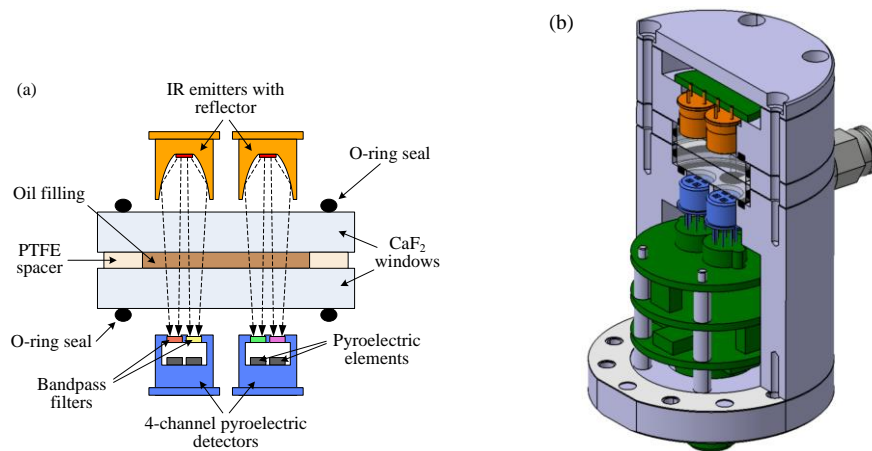 (a)
(b)
IR emitters with
reflector
O-ring seal
Oil filling
PTFE
spacer
CaF2
windows
O-ring seal
Pyroelectric
elements
Bandpass
filters
4-channel pyroelectric
detectors